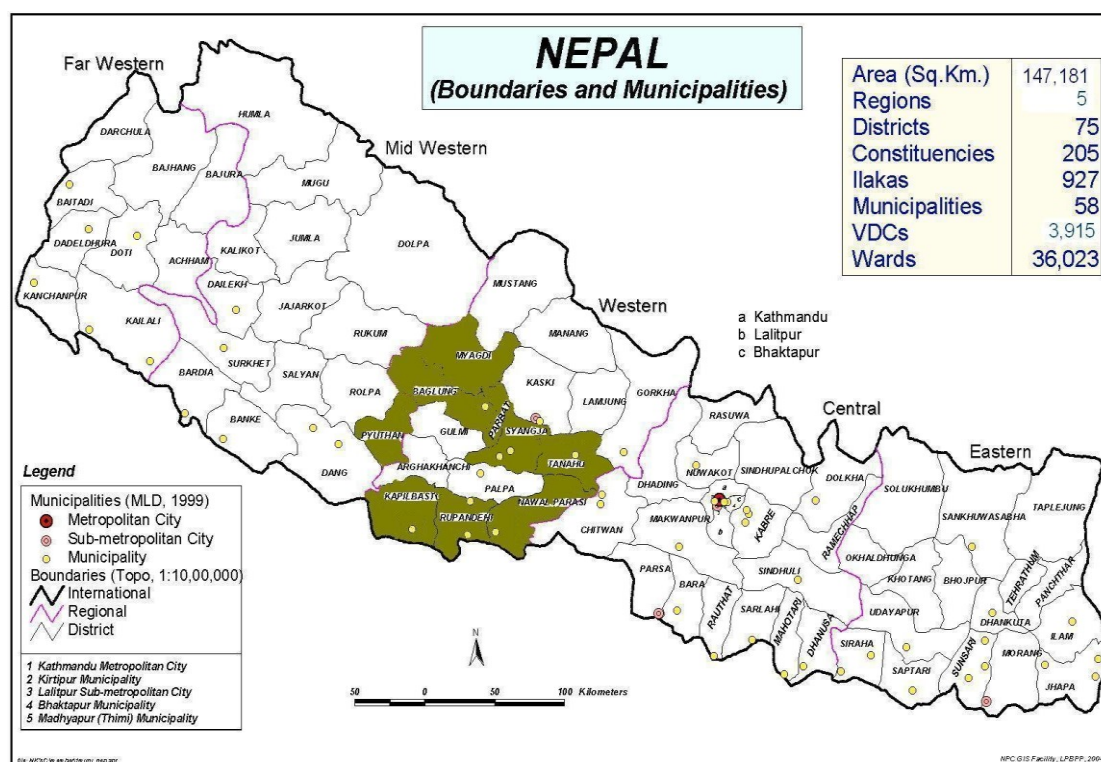 NEPAL
(Boundaries and Municipalities)
Area (Sq.Km.) 147,181
Regions 5
Districts 75
Constituencies 205
Ilakas 927
Municipalities 58
VDCs 3,915
Wards 36,023
Far Western
Mid Western
Western
Central
Eastern
a Kathmandu
b Lalitpur
c Bhaktapur
HUMLA
DARCHULA
BAJHANG
BAJURA
MUGU
BAITADI
DADELDHURA
DOTI
ACHHAM
KALIKOT
JUMLA
DOLPA
DAILEKH
KANCHANPUR
KAILALI
JAJARKOT
MUSTANG
RUKUM
MANANG
MYAGDI
BARDIA
SURKHET
SALYAN
ROLPA
BAGLUNG
PARBAT
KASKI
LAMJUNG
GORKHA
RASUWA
BANKE
PYUTHAN
GULMI
SYANGJA
TANAHU
DANG
ARGHAKHANCHI
PALPA
DHADING
NUWAKOT
SINDHUPALCHOK
DOLKHA
SOLUKHUMBU
SANKHUWASABHA
TAPLEJUNG
KAPILBAST
RUPANDEHI
NAWAL PARASI
CHITWAN
MAKWANPUR
a
c
b
KABRE
RAMECHHAP
OKHALDHUNGA
KHOTANG
BHOJPUR
TEHRATHUM
PANCHTHAR
PARSA
BARA
RAUTHAT
SARLAHI
MAHOTARI
DHANUSA
SINDHULI
UDAYAPUR
DHANKUTA
ILAM
SIRAHA
SAPTARI
SUNSARI
MORANG
JHAPA
Legend
Municipalities (MLD, 1999)
Metropolitan City
Sub-metropolitan City
Municipality
Boundaries (Topo, 1:10,00,000)
International
Regional
District
1 Kathmandu Metropolitan City
2 Kirtipur Municipality
3 Lalitpur Sub-metropolitan City
4 Bhaktapur Municipality
5 Madhyapur (Thimi) Municipality
N
50 0 50 100 Kilometers